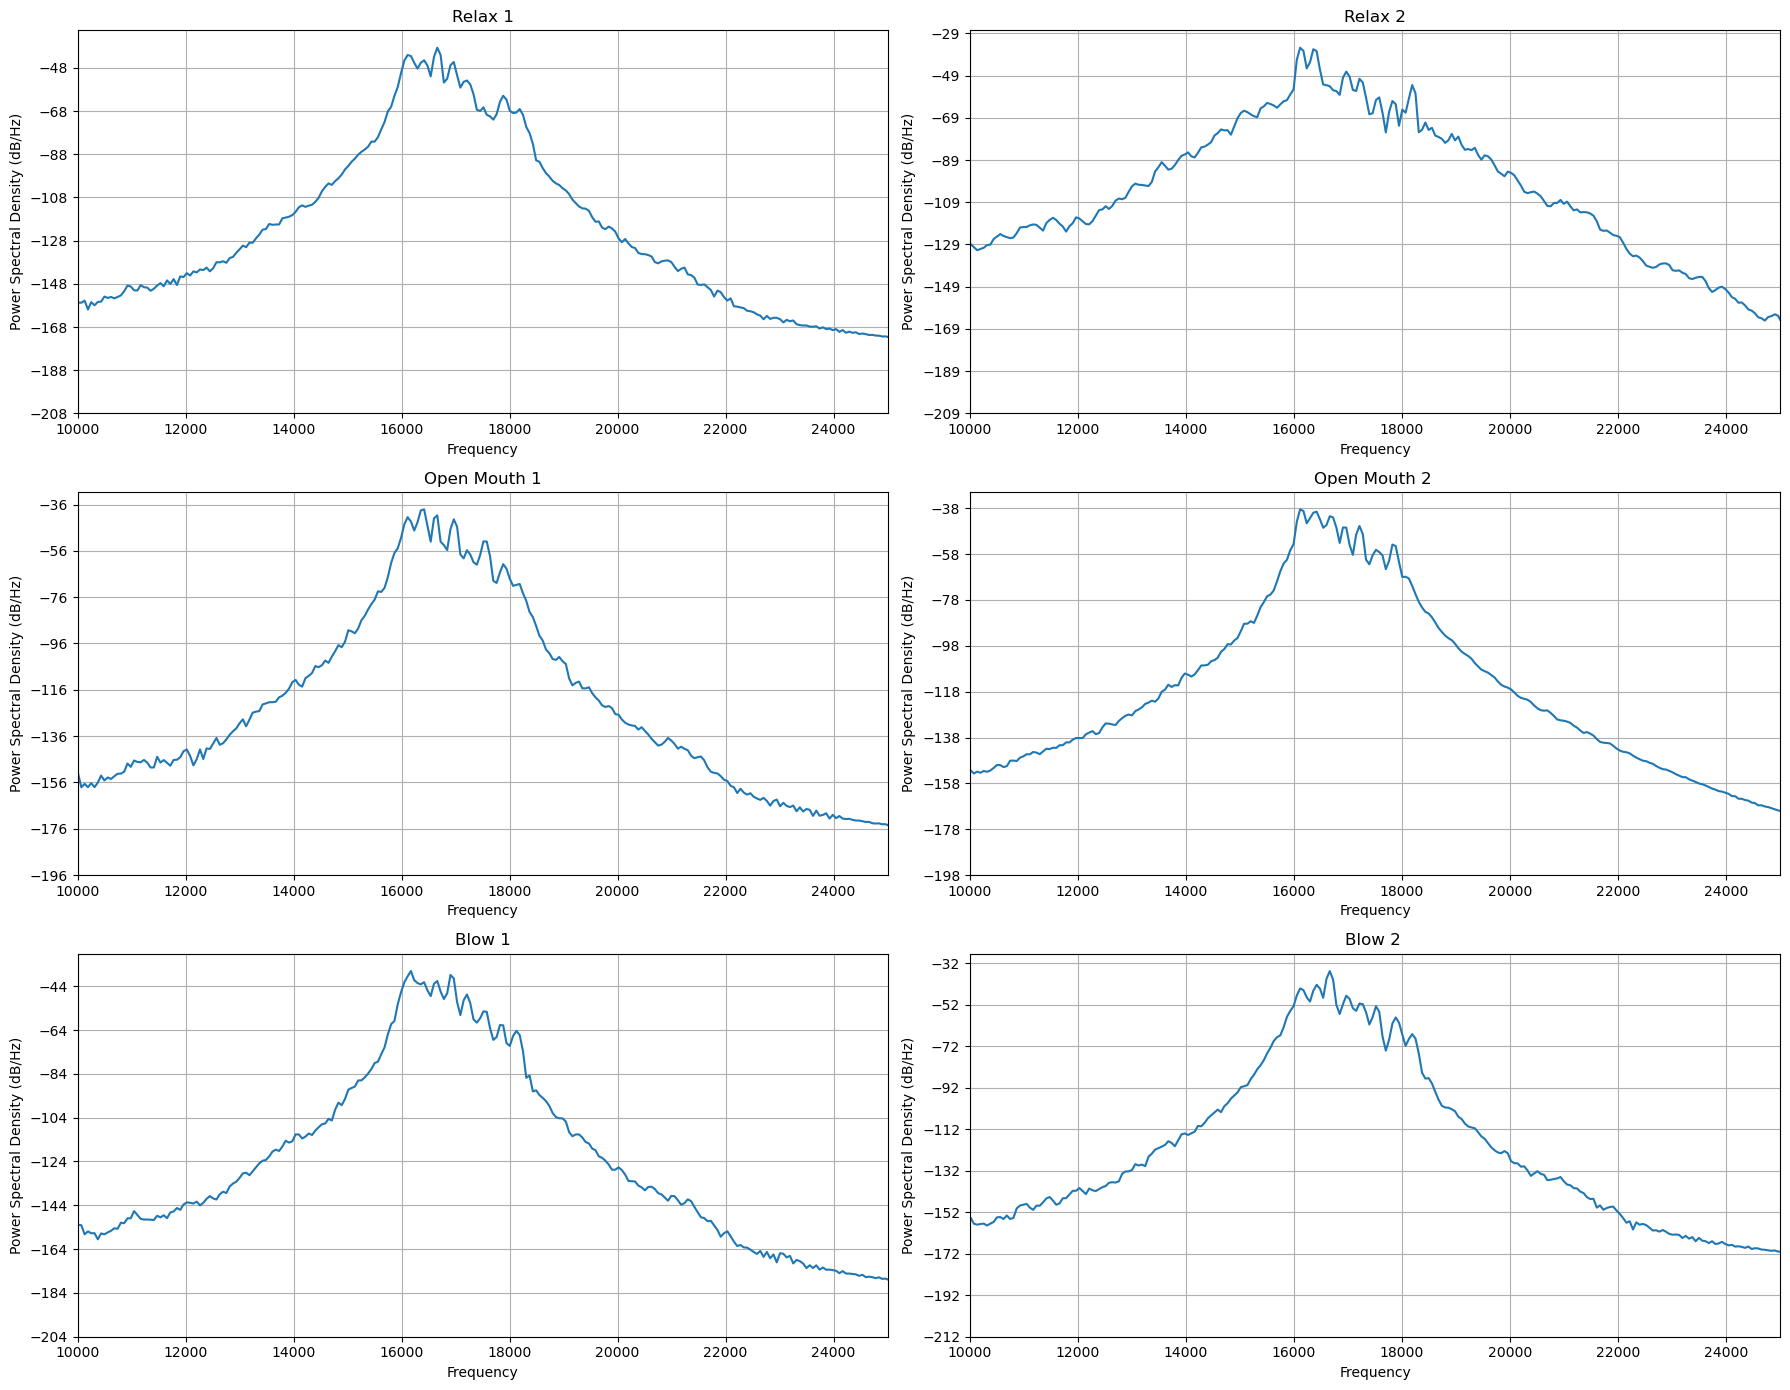 Relax 1
Power Spectral Density (dB/Hz)
−48
−68
−88
−108
−128
−148
−168
−188
−208
10000 12000 14000 16000 18000 20000 22000 24000
Frequency
Relax 2
Power Spectral Density (dB/Hz)
−29
−49
−69
−89
−109
−129
−149
−169
−189
−209
10000 12000 14000 16000 18000 20000 22000 24000
Frequency
Open Mouth 1
Power Spectral Density (dB/Hz)
−36
−56
−76
−96
−116
−136
−156
−176
−196
10000 12000 14000 16000 18000 20000 22000 24000
Frequency
Open Mouth 2
Power Spectral Density (dB/Hz)
−38
−58
−78
−98
−118
−138
−158
−178
−198
10000 12000 14000 16000 18000 20000 22000 24000
Frequency
Blow 1
Power Spectral Density (dB/Hz)
−44
−64
−84
−104
−124
−144
−164
−184
−204
10000 12000 14000 16000 18000 20000 22000 24000
Frequency
Blow 2
Power Spectral Density (dB/Hz)
−32
−52
−72
−92
−112
−132
−152
−172
−192
−212
10000 12000 14000 16000 18000 20000 22000 24000
Frequency